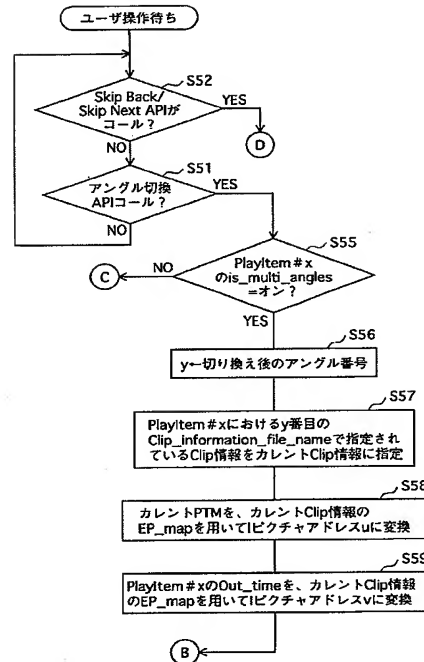 ユーザ操作待ち
S52
Skip Back/
Skip Next APIが
コール？
YES
D
NO
S51
アングル切換
APIコール？
YES
NO
S55
PlayItem＃x
のis_multi_angles
=オン？
NO
C
YES
S56
y←切り換え後のアングル番号
S57
PlayItem＃xにおけるy番目の
Clip_information_file_nameで指定され
ているClip情報をカレントClip情報に指定
S58
カレントPTMを、カレントClip情報の
EP_mapを用いてIピクチャアドレスuに変換
S59
PlayItem＃xのOut_timeを、カレントClip情報
のEP_mapを用いてIピクチャアドレスvに変換
B